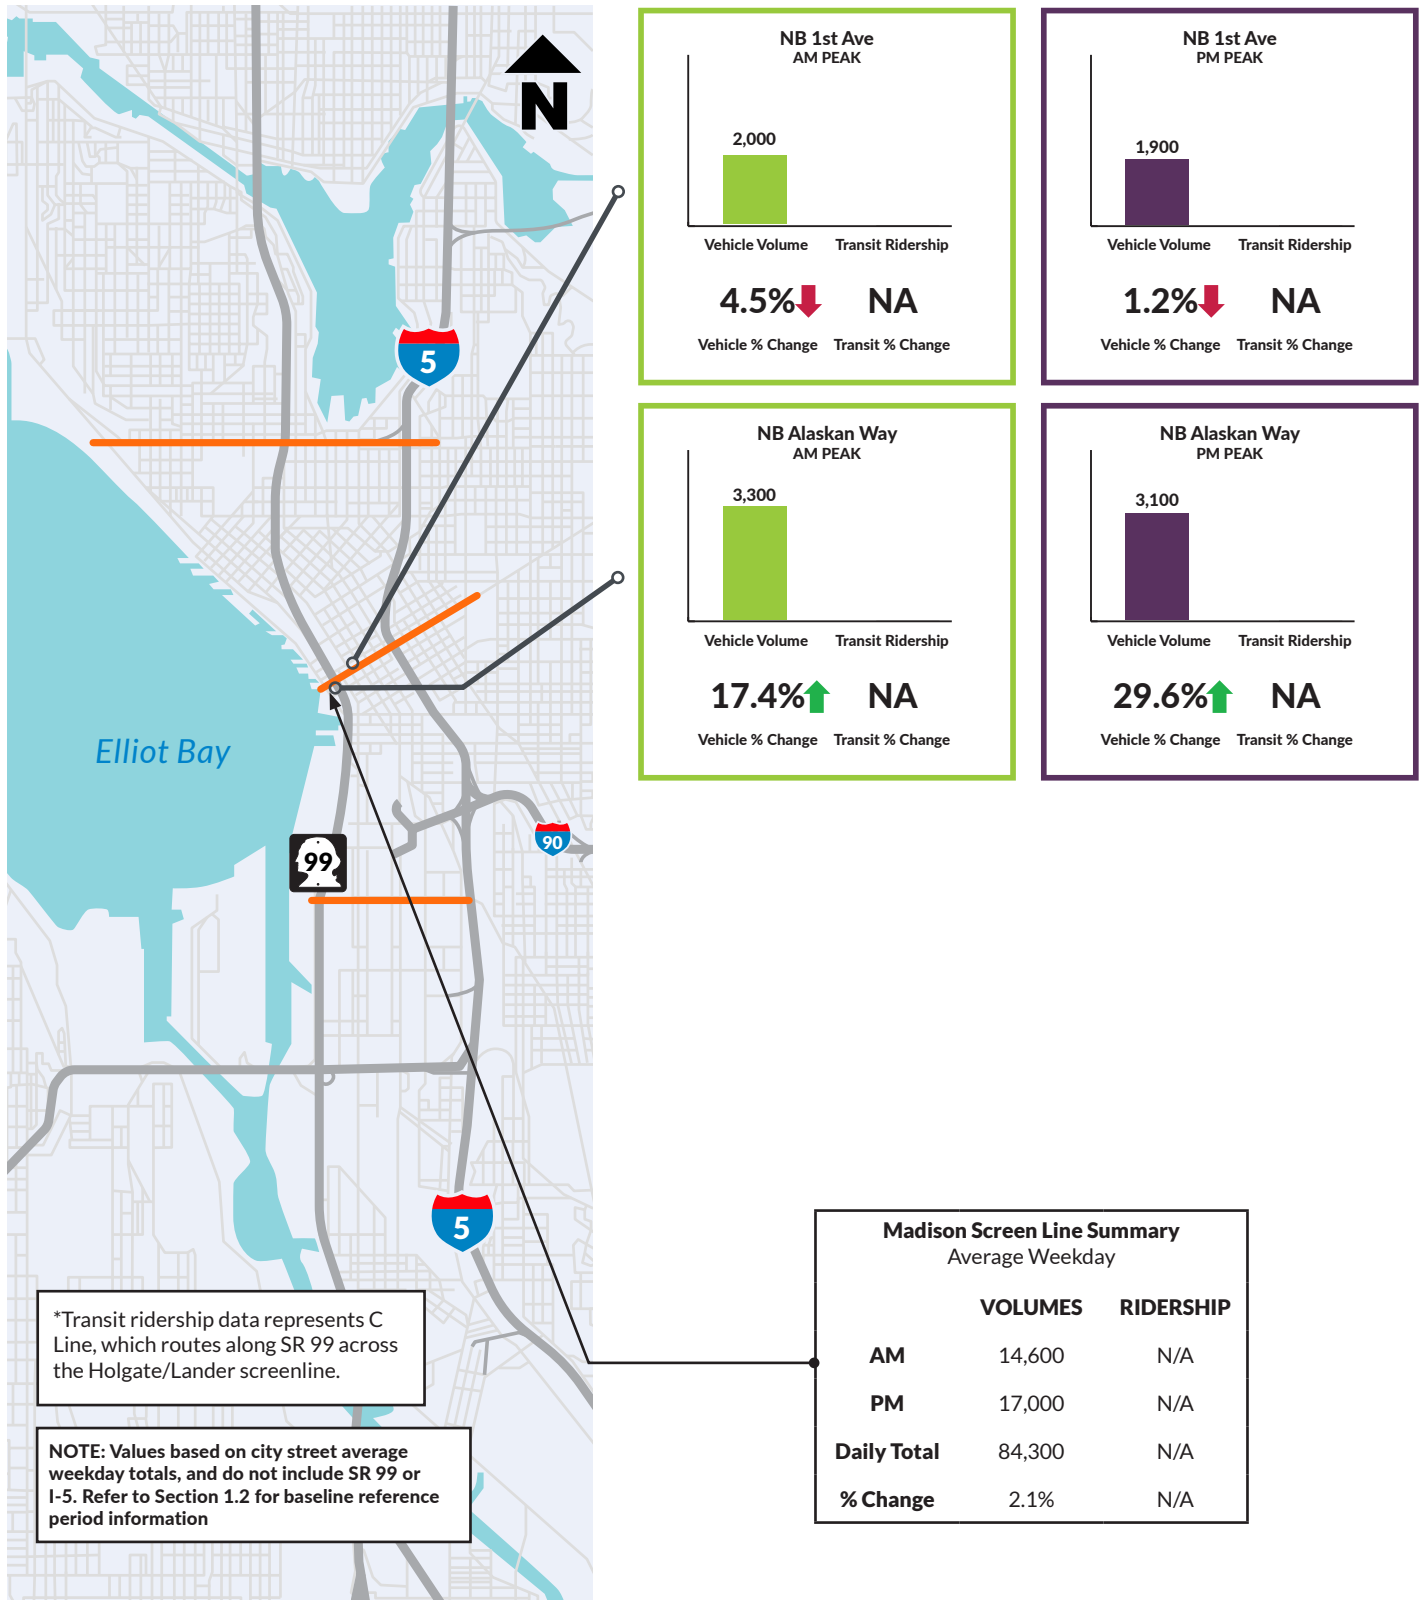 N
5
Elliot Bay
99
90
5
*Transit ridership data represents C
Line, which routes along SR 99 across
the Holgate/Lander screenline.
NOTE: Values based on city street average
weekday totals, and do not include SR 99 or
I-5. Refer to Section 1.2 for baseline reference
period information
NB 1st Ave
AM PEAK
2,000
Vehicle Volume Transit Ridership
4.5% NA
Vehicle % Change Transit % Change
NB 1st Ave
PM PEAK
1,900
Vehicle Volume Transit Ridership
1.2% NA
Vehicle % Change Transit % Change
NB Alaskan Way
AM PEAK
3,300
Vehicle Volume Transit Ridership
17.4% NA
Vehicle % Change Transit % Change
NB Alaskan Way
PM PEAK
3,100
Vehicle Volume Transit Ridership
29.6% NA
Vehicle % Change Transit % Change
Madison Screen Line Summary
Average Weekday
VOLUMES RIDERSHIP
AM 14,600 N/A
PM 17,000 N/A
Daily Total 84,300 N/A
% Change 2.1% N/A